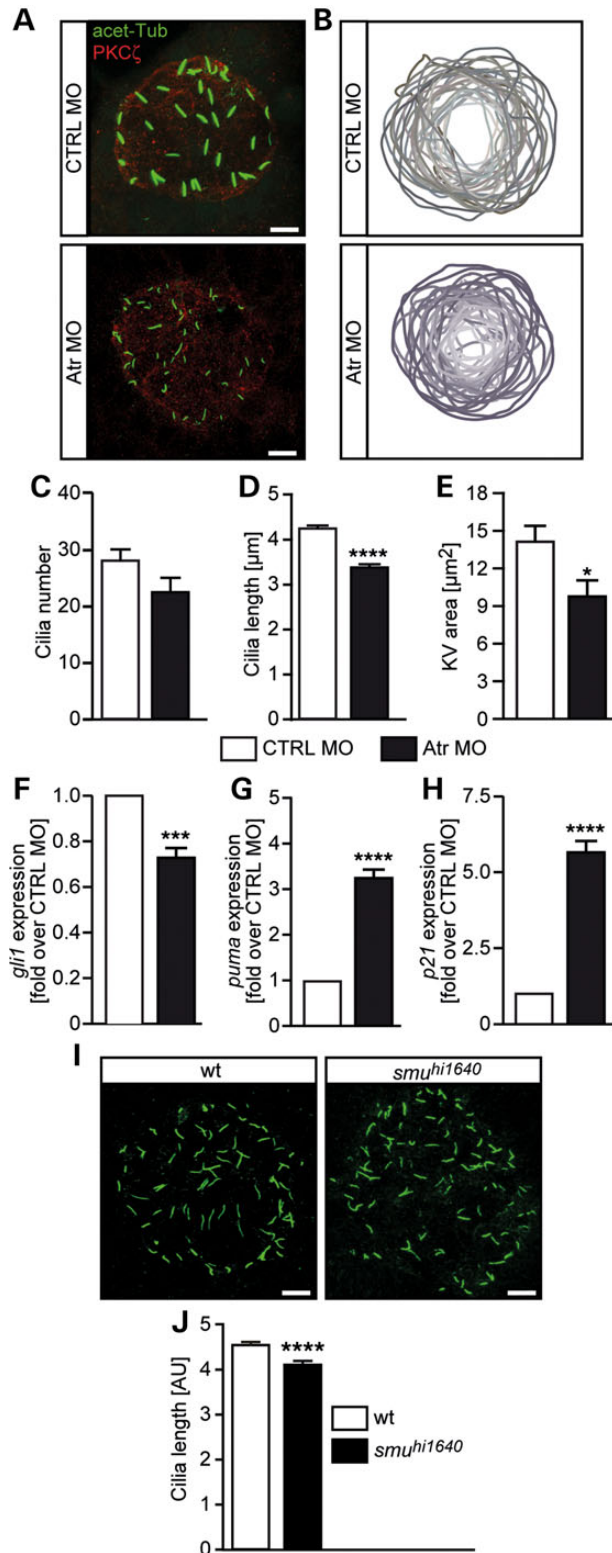 A
B
acet-Tub
PKCζ
CTRL MO
CTRL MO
Atr MO
Atr MO
C
D
E
Cilia number
40
30
20
10
0
Cilia length [µm]
5
4
3
2
1
0
****
KV area [µm2]
18
15
12
9
6
3
0
*
CTRL MO
Atr MO
F
G
H
gli1 expression
[fold over CTRL MO]
1.0
0.8
0.6
0.4
0.2
0
***
puma expression
[fold over CTRL MO]
5
4
3
2
1
0
****
p21 expression
[fold over CTRL MO]
7.5
5.0
2.5
0
****
I
wt
smuhi1640
J
Cilia length [AU]
5
4
4
2
1
0
****
wt
smuhi1640